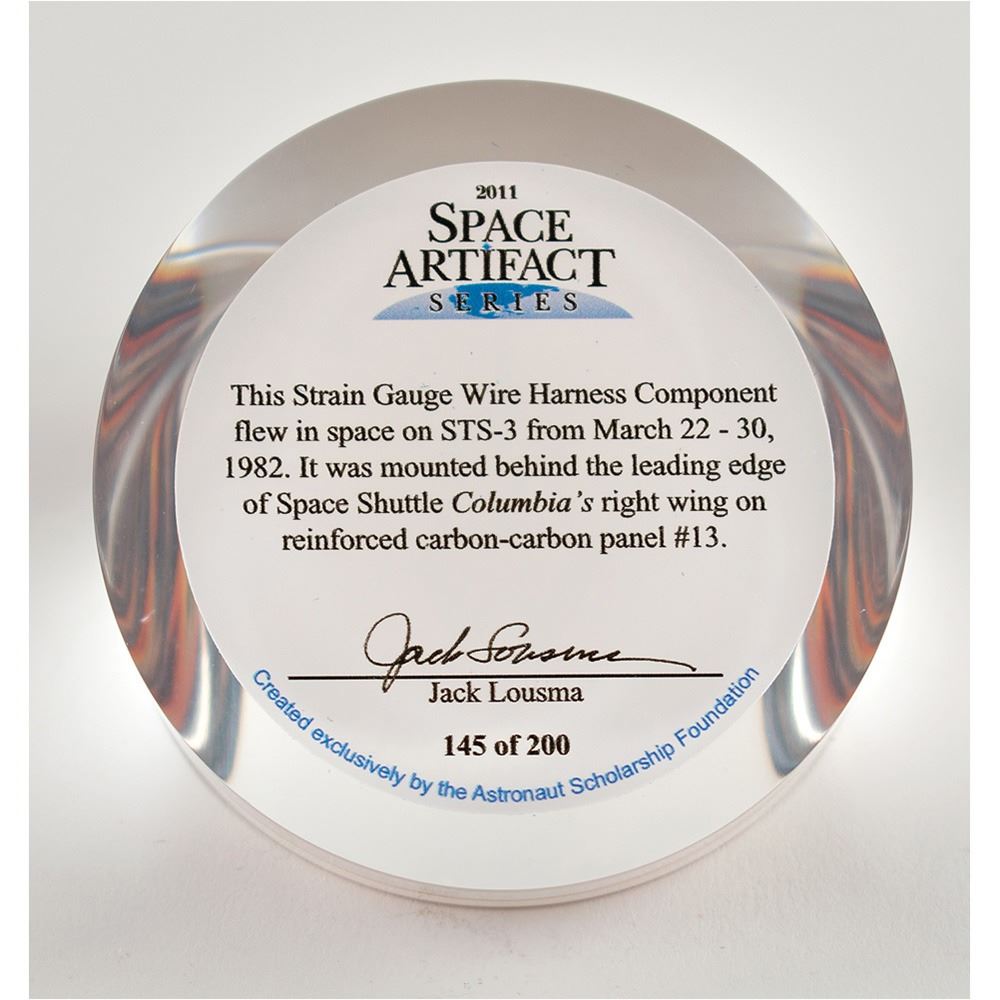 2011
SPACE
ARTIFACT
SERIES
This Strain Gauge Wire Harness Component
flew in space on STS-3 from March 22 - 30,
1982. It was mounted behind the leading edge
of Space Shuttle Columbia's right wing on
reinforced carbon-carbon panel #13.
Jack Lousma
Jack Lousma
145 of 200
Created exclusively by the Astronaut Scholarship Foundation